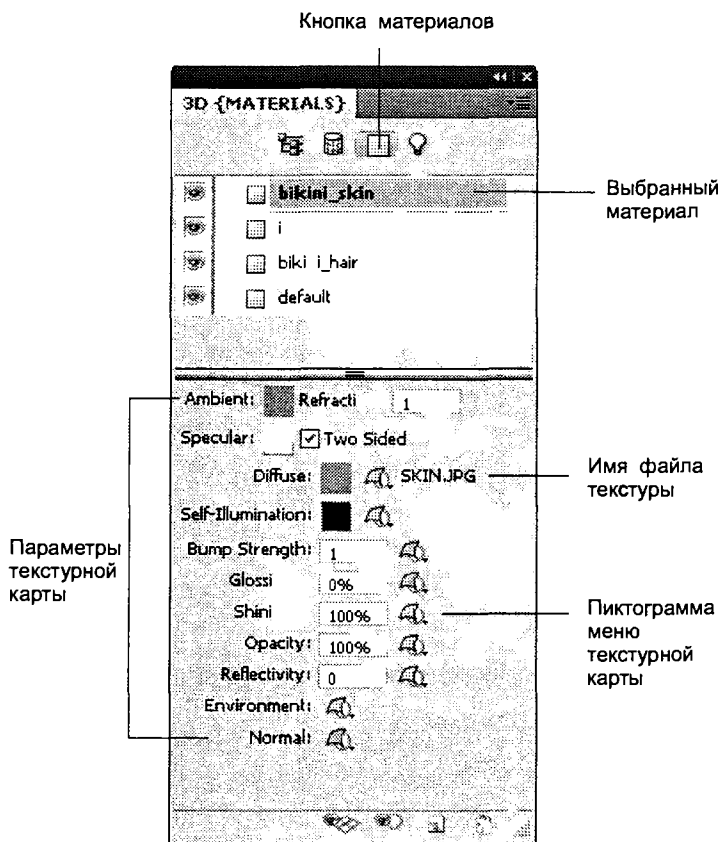 Кнопка материалов
3D {MATERIALS}
bikini_skin
Выбранный
материал
i
biki i_hair
default
Ambient: Refracti 1
Specular: Two Sided
Diffuse: SKIN.JPG
Имя файла
текстуры
Self-Illumination:
Параметры
текстурной
карты
Bump Strength: 1
Glossi 0%
Shini 100%
Пиктограмма
меню
текстурной
карты
Opacity: 100%
Reflectivity: 0
Environment:
Normal: